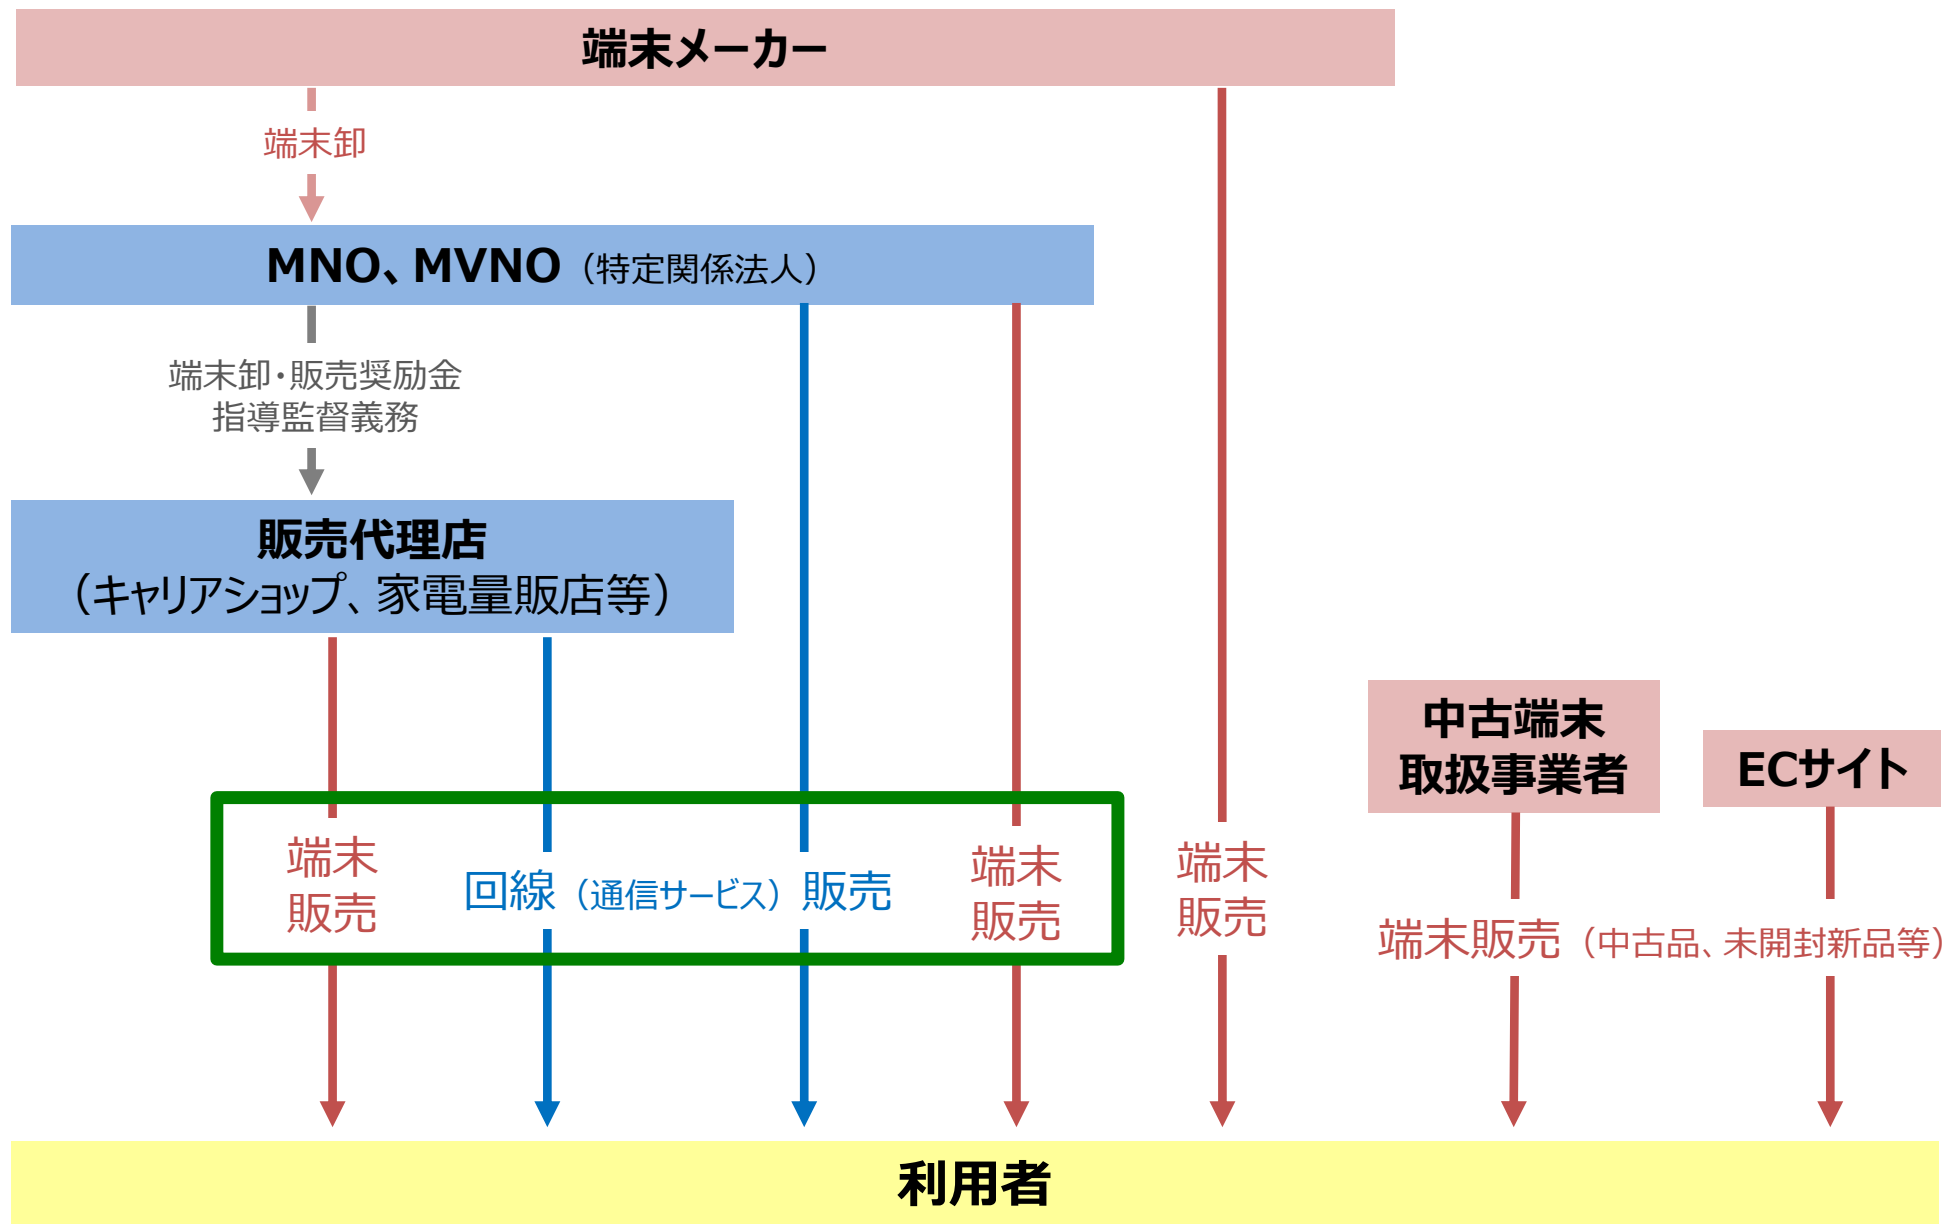 端末メーカー
端末卸
MNO、MVNO（特定関係法人）
端末卸・販売奨励金
指導監督義務
販売代理店
（キャリアショップ、家電量販店等）
中古端末
取扱事業者
ECサイト
端末
販売
回線（通信サービス）販売
端末
販売
端末
販売
端末販売（中古品、未開封新品等）
利用者